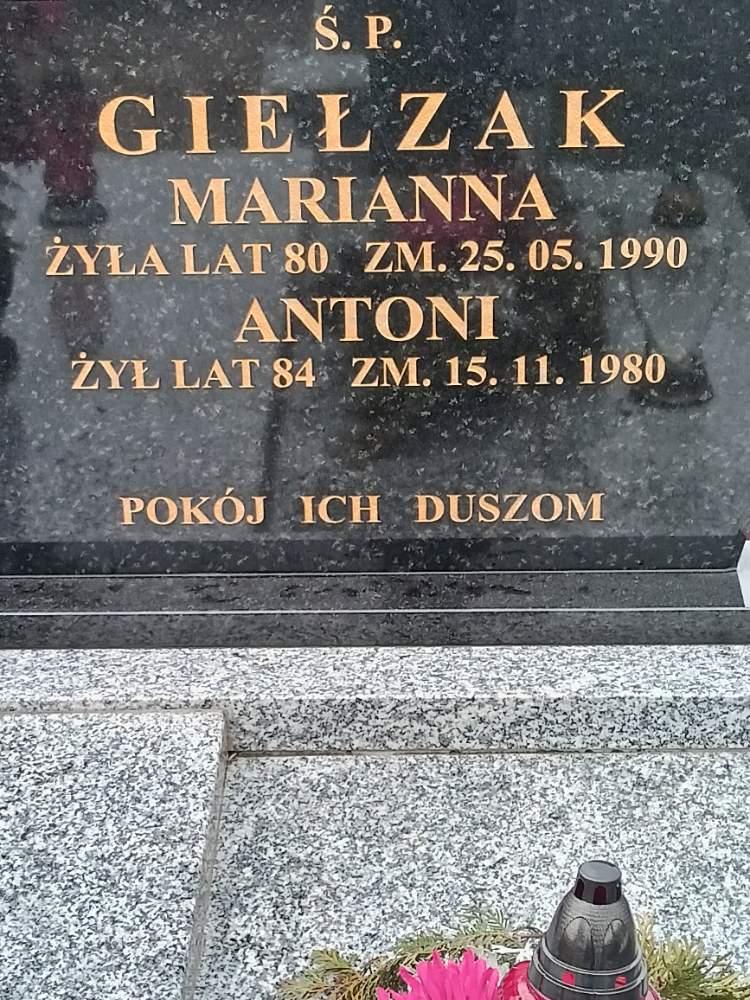 Ś. P.
GIEŁZAK
MARIANNA
ŻYŁA LAT 80 ZM. 25. 05. 1990
ANTONI
ŻYŁ LAT 84 ZM. 15. 11. 1980
POKÓJ ICH DUSZOM